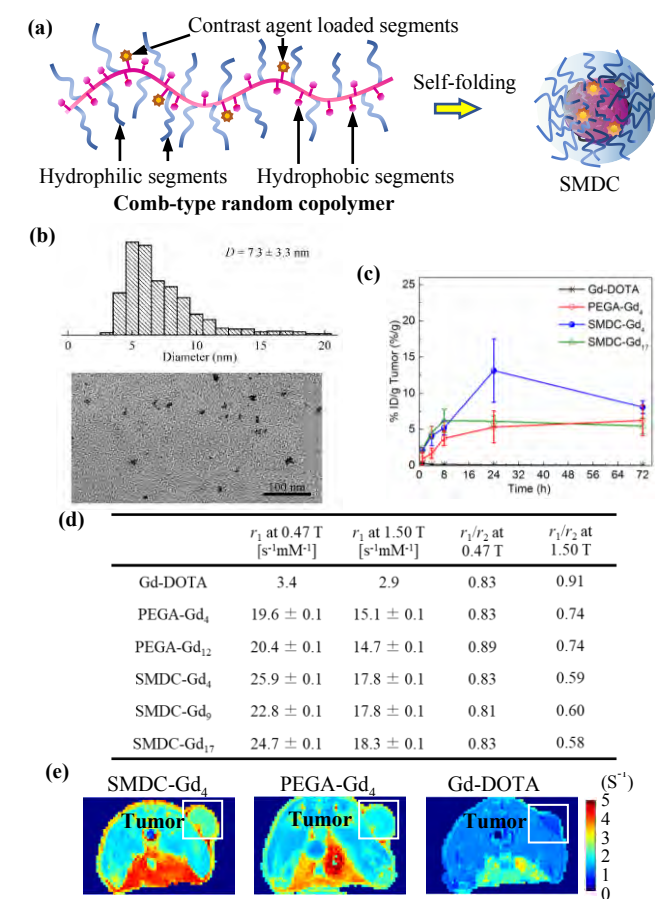 (a)
Contrast agent loaded segments
Self-folding
Hydrophilic segments
Hydrophobic segments
SMDC
Comb-type random copolymer
(b)
D = 7.3 ± 3.3 nm
0 5 10 15 20
Diameter (nm)
100 nm
(c)
% ID/g Tumor (%/g)
25
20
15
10
5
0
Gd-DOTA
PEGA-Gd4
SMDC-Gd4
SMDC-Gd17
0 8 16 24 32 40 48 56 64 72
Time (h)
(d)
r1 at 0.47 T [s-1mM-1] r1 at 1.50 T [s-1mM-1] r1/r2 at 0.47 T r1/r2 at 1.50 T
Gd-DOTA 3.4 2.9 0.83 0.91
PEGA-Gd4 19.6 ± 0.1 15.1 ± 0.1 0.83 0.74
PEGA-Gd12 20.4 ± 0.1 14.7 ± 0.1 0.89 0.74
SMDC-Gd4 25.9 ± 0.1 17.8 ± 0.1 0.83 0.59
SMDC-Gd9 22.8 ± 0.1 17.8 ± 0.1 0.81 0.60
SMDC-Gd17 24.7 ± 0.1 18.3 ± 0.1 0.83 0.58
(e)
SMDC-Gd4 PEGA-Gd4 Gd-DOTA (S-1)
Tumor Tumor Tumor
5
4
3
2
1
0